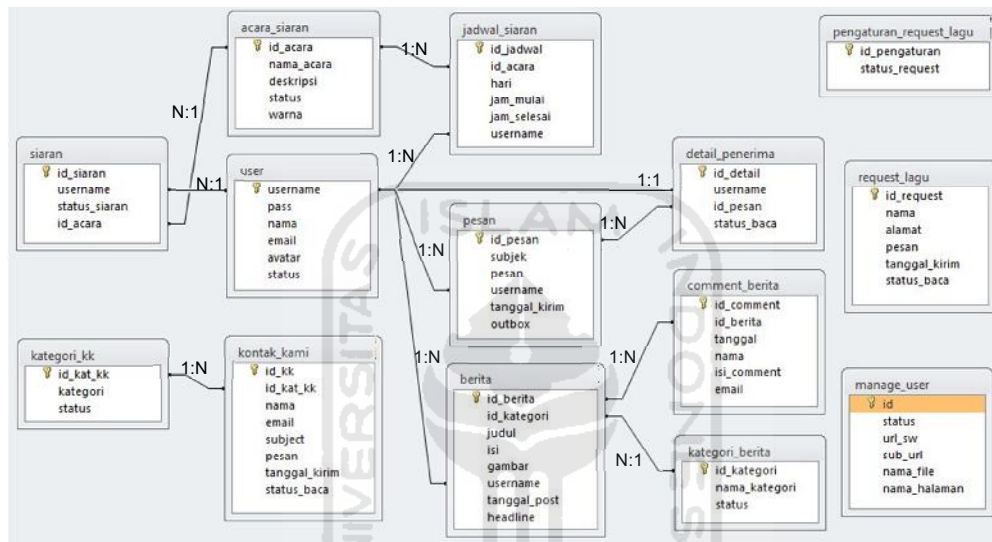 acara_siaran
id_acara
nama_acara
deskripsi
status
warna
1:N
jadwal_siaran
id_jadwal
id_acara
hari
jam_mulai
jam_selesai
username
pengaturan_request_lagu
id_pengaturan
status_request
N:1
siaran
id_siaran
username
status_siaran
id_acara
N:1
user
username
pass
nama
email
avatar
status
1:N
1:1
detail_penerima
id_detail
username
id_pesan
status_baca
request_lagu
id_request
nama
alamat
pesan
tanggal_kirim
status_baca
1:N
pesan
id_pesan
subjek
pesan
username
tanggal_kirim
outbox
1:N
comment_berita
id_comment
id_berita
tanggal
nama
isi_comment
email
kategori_kk
id_kat_kk
kategori
status
1:N
kontak_kami
id_kk
id_kat_kk
nama
email
subject
pesan
tanggal_kirim
status_baca
1:N
berita
id_berita
id_kategori
judul
isi
gambar
username
tanggal_post
headline
1:N
N:1
kategori_berita
id_kategori
nama_kategori
status
manage_user
id
status
url_sw
sub_url
nama_file
nama_halaman
UNIVERSITAS
ISLAM
INDONESIA